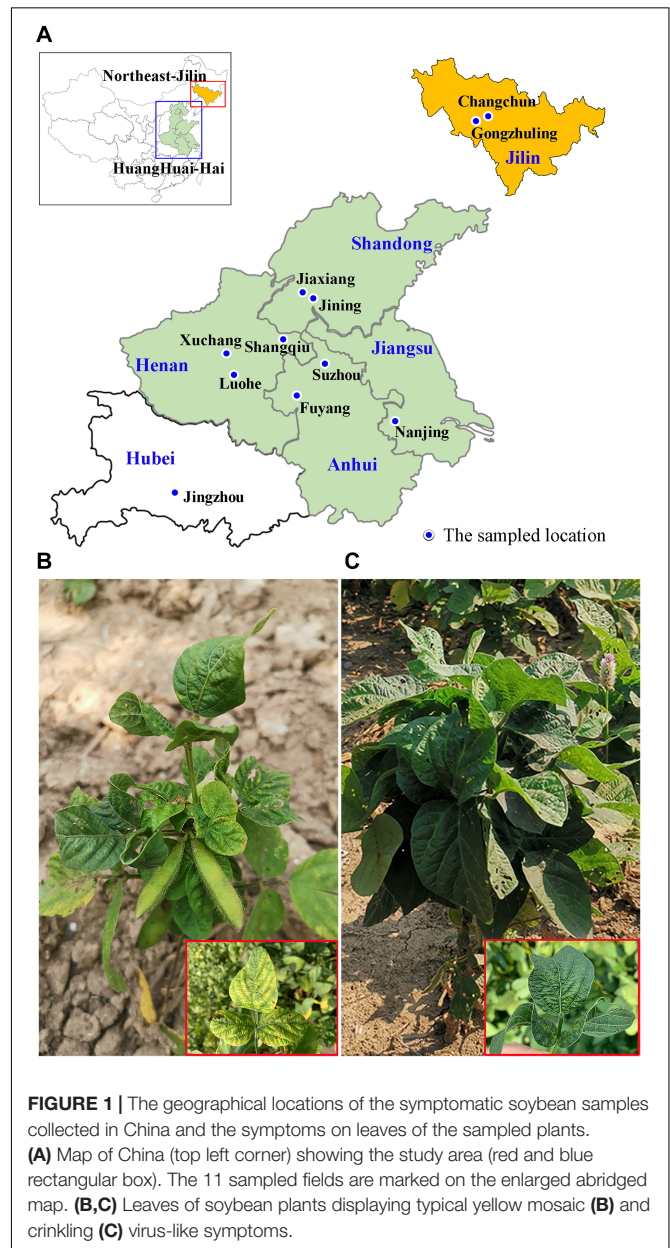 A
Northeast-Jilin
HuangHuai-Hai
Changchun
Gongzhuling
Jilin
Shandong
Jiaxiang
Jining
Xuchang
Shangqiu
Jiangsu
Henan
Suzhou
Luohe
Fuyang
Nanjing
Hubei
Anhui
Jingzhou
The sampled location
B
C
FIGURE 1 | The geographical locations of the symptomatic soybean samples
collected in China and the symptoms on leaves of the sampled plants.
(A) Map of China (top left corner) showing the study area (red and blue
rectangular box). The 11 sampled fields are marked on the enlarged abridged
map. (B,C) Leaves of soybean plants displaying typical yellow mosaic (B) and
crinkling (C) virus-like symptoms.